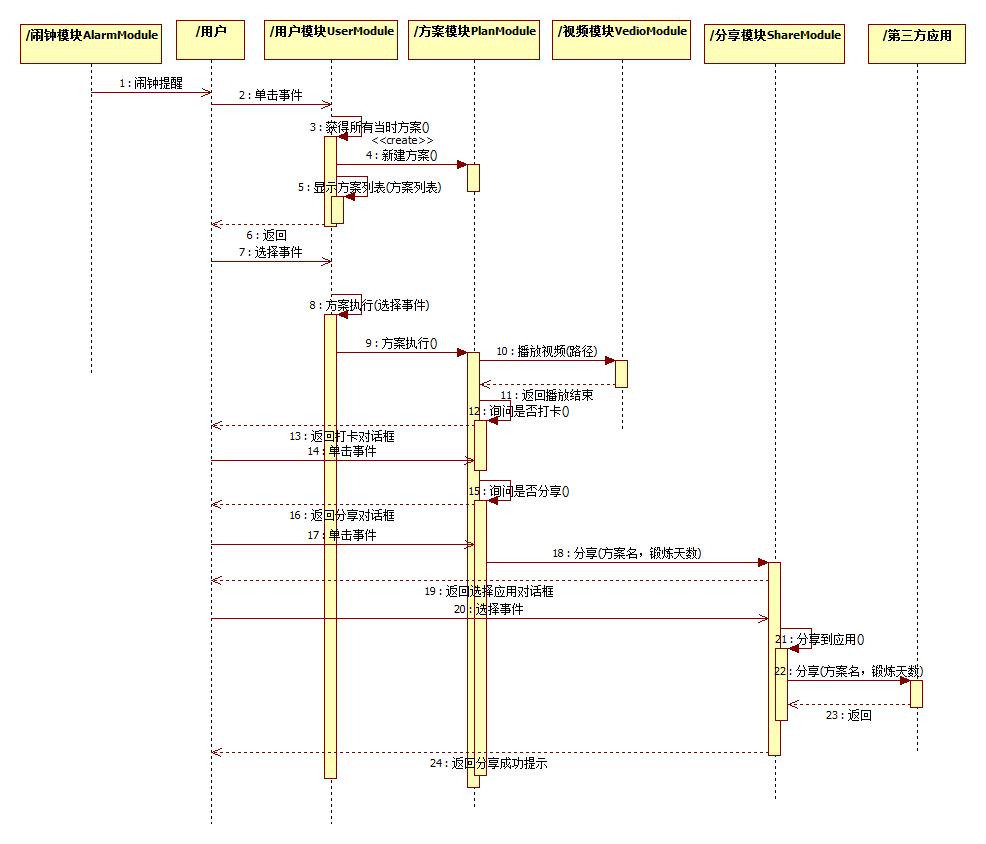 /闹钟模块AlarmModule
/用户
/用户模块UserModule
/方案模块PlanModule
/视频模块VedioModule
/分享模块ShareModule
/第三方应用
1 : 闹钟提醒
2 : 单击事件
3 : 获得所有当时方案()
<<create>>
4 : 新建方案()
5 : 显示方案列表(方案列表)
6 : 返回
7 : 选择事件
8 : 方案执行(选择事件)
9 : 方案执行()
10 : 播放视频(路径)
11 : 返回播放结束
12 : 询问是否打卡()
13 : 返回打卡对话框
14 : 单击事件
15 : 询问是否分享()
16 : 返回分享对话框
17 : 单击事件
18 : 分享(方案名，锻炼天数)
19 : 返回选择应用对话框
20 : 选择事件
21 : 分享到应用()
22 : 分享(方案名，锻炼天数)
23 : 返回
24 : 返回分享成功提示